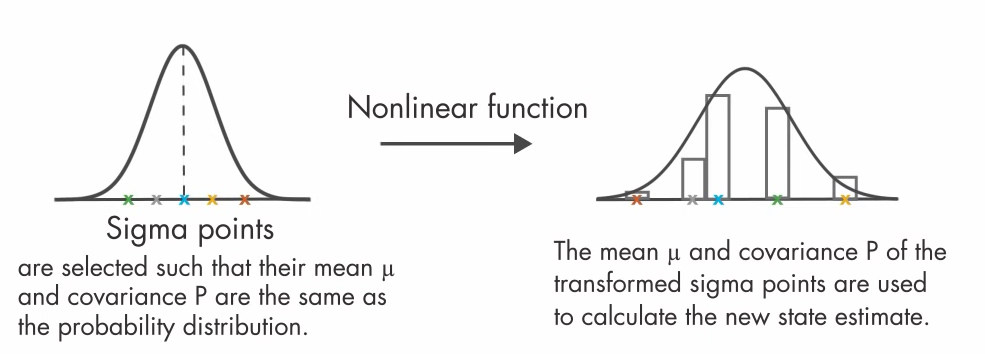 Nonlinear function
Sigma points
are selected such that their mean μ
and covariance P are the same as
the probability distribution.
The mean μ and covariance P of the
transformed sigma points are used
to calculate the new state estimate.